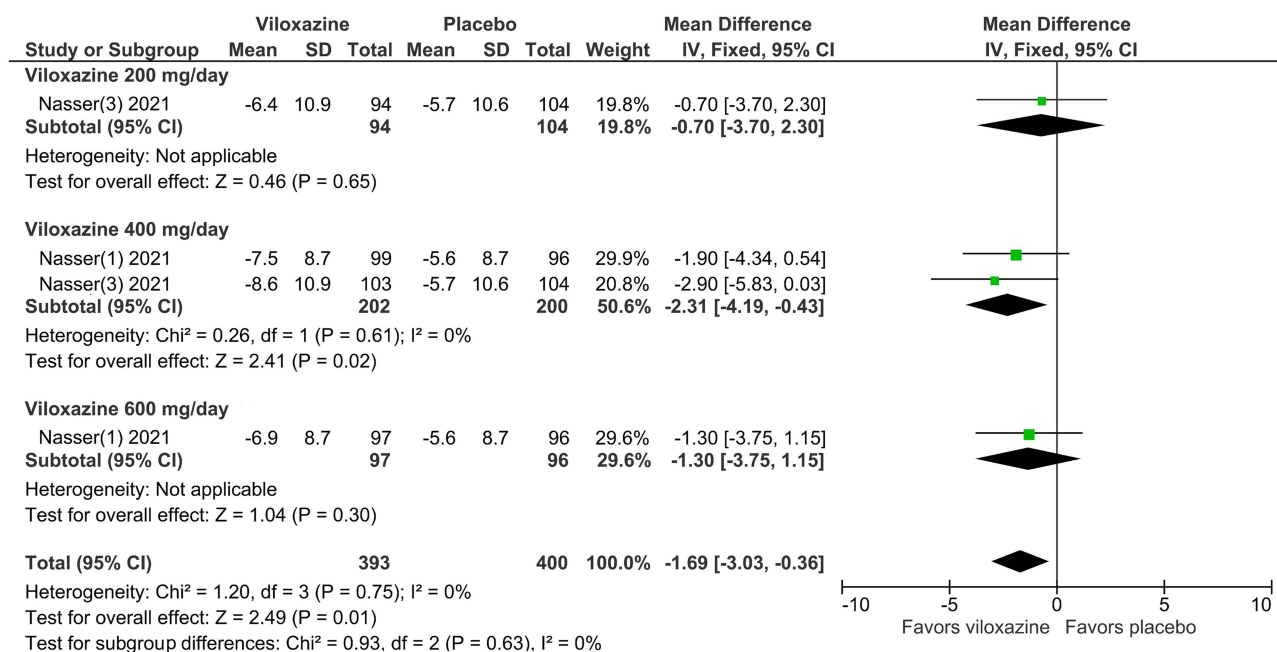 Viloxazine Placebo Mean Difference Mean Difference
Study or Subgroup Mean SD Total Mean SD Total Weight IV, Fixed, 95% CI IV, Fixed, 95% CI
Viloxazine 200 mg/day
Nasser(3) 2021 -6.4 10.9 94 -5.7 10.6 104 19.8% -0.70 [-3.70, 2.30]
Subtotal (95% CI) 94 104 19.8% -0.70 [-3.70, 2.30]
Heterogeneity: Not applicable
Test for overall effect: Z = 0.46 (P = 0.65)
Viloxazine 400 mg/day
Nasser(1) 2021 -7.5 8.7 99 -5.6 8.7 96 29.9% -1.90 [-4.34, 0.54]
Nasser(3) 2021 -8.6 10.9 103 -5.7 10.6 104 20.8% -2.90 [-5.83, 0.03]
Subtotal (95% CI) 202 200 50.6% -2.31 [-4.19, -0.43]
Heterogeneity: Chi² = 0.26, df = 1 (P = 0.61); I² = 0%
Test for overall effect: Z = 2.41 (P = 0.02)
Viloxazine 600 mg/day
Nasser(1) 2021 -6.9 8.7 97 -5.6 8.7 96 29.6% -1.30 [-3.75, 1.15]
Subtotal (95% CI) 97 96 29.6% -1.30 [-3.75, 1.15]
Heterogeneity: Not applicable
Test for overall effect: Z = 1.04 (P = 0.30)
Total (95% CI) 393 400 100.0% -1.69 [-3.03, -0.36]
Heterogeneity: Chi² = 1.20, df = 3 (P = 0.75); I² = 0%
Test for overall effect: Z = 2.49 (P = 0.01)
Test for subgroup differences: Chi² = 0.93, df = 2 (P = 0.63), I² = 0%
-10 -5 0 5 10
Favors viloxazine Favors placebo